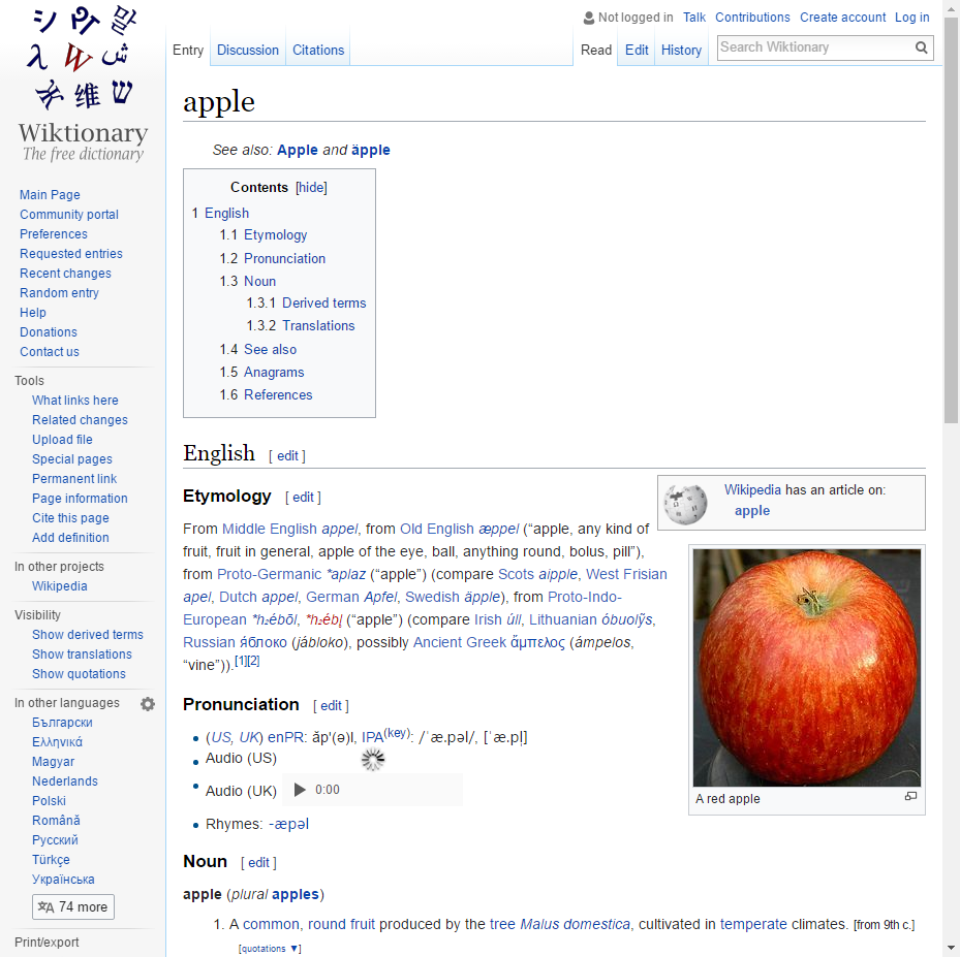 シ
Wiktionary
The free dictionary
Main Page
Community portal
Preferences
Requested entries
Recent changes
Random entry
Help
Donations
Contact us
Tools
What links here
Related changes
Upload file
Special pages
Permanent link
Page information
Cite this page
Add definition
In other projects
Wikipedia
Visibility
Show derived terms
Show translations
Show quotations
In other languages
Български
Ελληνικά
Magyar
Nederlands
Polski
Română
Русский
Türkçe
Українська
74 more
Print/export
Not logged in Talk Contributions Create account Log in
Entry Discussion Citations Read Edit History Search Wiktionary
apple
See also: Apple and äpple
Contents [hide]
1 English
1.1 Etymology
1.2 Pronunciation
1.3 Noun
1.3.1 Derived terms
1.3.2 Translations
1.4 See also
1.5 Anagrams
1.6 References
English [ edit ]
Etymology [ edit ]
From Middle English appel, from Old English æppel (“apple, any kind of
fruit, fruit in general, apple of the eye, ball, anything round, bolus, pill”),
from Proto-Germanic *aplaz (“apple”) (compare Scots aipple, West Frisian
apel, Dutch appel, German Apfel, Swedish äpple), from Proto-Indo-
European *h₂ébōl, *h₂ébl̥ (“apple”) (compare Irish úll, Lithuanian óbuolỹs,
Russian я́блоко (jábloko), possibly Ancient Greek ἄμπελος (ámpelos,
“vine”)).[1][2]
Wikipedia has an article on:
apple
A red apple
Pronunciation [ edit ]
(US, UK) enPR: ăp'(ə)l, IPA(key): /ˈæ.pəl/, [ˈæ.pl̩]
Audio (US)
Audio (UK) 0:00
Rhymes: -æpəl
Noun [ edit ]
apple (plural apples)
1. A common, round fruit produced by the tree Malus domestica, cultivated in temperate climates. [from 9th c.]
[quotations ▼]